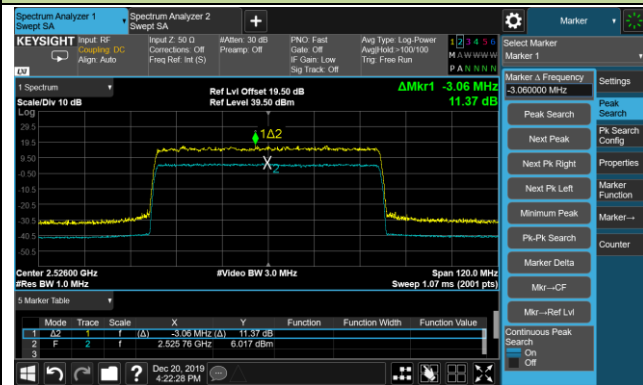 Spectrum Analyzer 1
Swept SA
Spectrum Analyzer 2
Swept SA
+
Marker
KEYSIGHT
Input: RF
Coupling: DC
Align: Auto
Input Z: 50 Ω
Corrections: Off
Freq Ref: Int (S)
#Atten: 30 dB
Preamp: Off
PNO: Fast
Gate: Off
IF Gain: Low
Sig Track: Off
Avg Type: Log-Power
Avg|Hold:>100/100
Trig: Free Run
1 2 3 4 5 6
M A W W W W
P A N N N N
LXI
Select Marker
Marker 1
1 Spectrum
Scale/Div 10 dB
Ref Lvl Offset 19.50 dB
Ref Level 39.50 dBm
ΔMkr1 -3.06 MHz
11.37 dB
Log
29.5
19.5
9.50
-0.50
-10.5
-20.5
-30.5
-40.5
-50.5
1Δ2
X2
Center 2.52600 GHz
#Res BW 1.0 MHz
#Video BW 3.0 MHz
Span 120.0 MHz
Sweep 1.07 ms (2001 pts)
5 Marker Table
Mode Trace Scale X Y Function Function Width Function Value
1 Δ2 1 f (Δ) -3.06 MHz (Δ) 11.37 dB
2 F 2 f 2.525 76 GHz 6.017 dBm
3
Dec 20, 2019
4:22:28 PM
Marker Δ Frequency
-3.060000 MHz
Peak Search
Next Peak
Next Pk Right
Next Pk Left
Minimum Peak
Pk-Pk Search
Marker Delta
Mkr→CF
Mkr→Ref Lvl
Continuous Peak
Search
On
Off
Settings
Peak
Search
Pk Search
Config
Properties
Marker
Function
Marker→
Counter